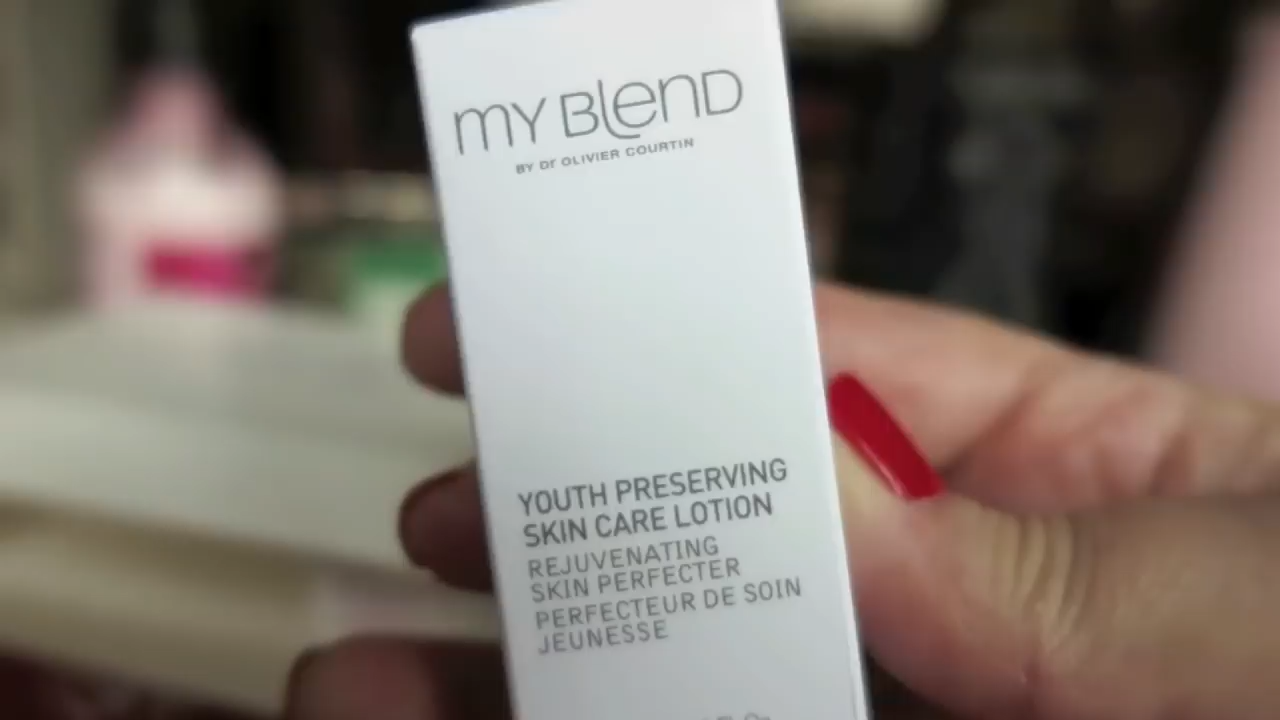 my Blend
BY Dr OLIVIER COURTIN
YOUTH PRESERVING
SKIN CARE LOTION
REJUVENATING
SKIN PERFECTER
PERFECTEUR DE SOIN
JEUNESSE